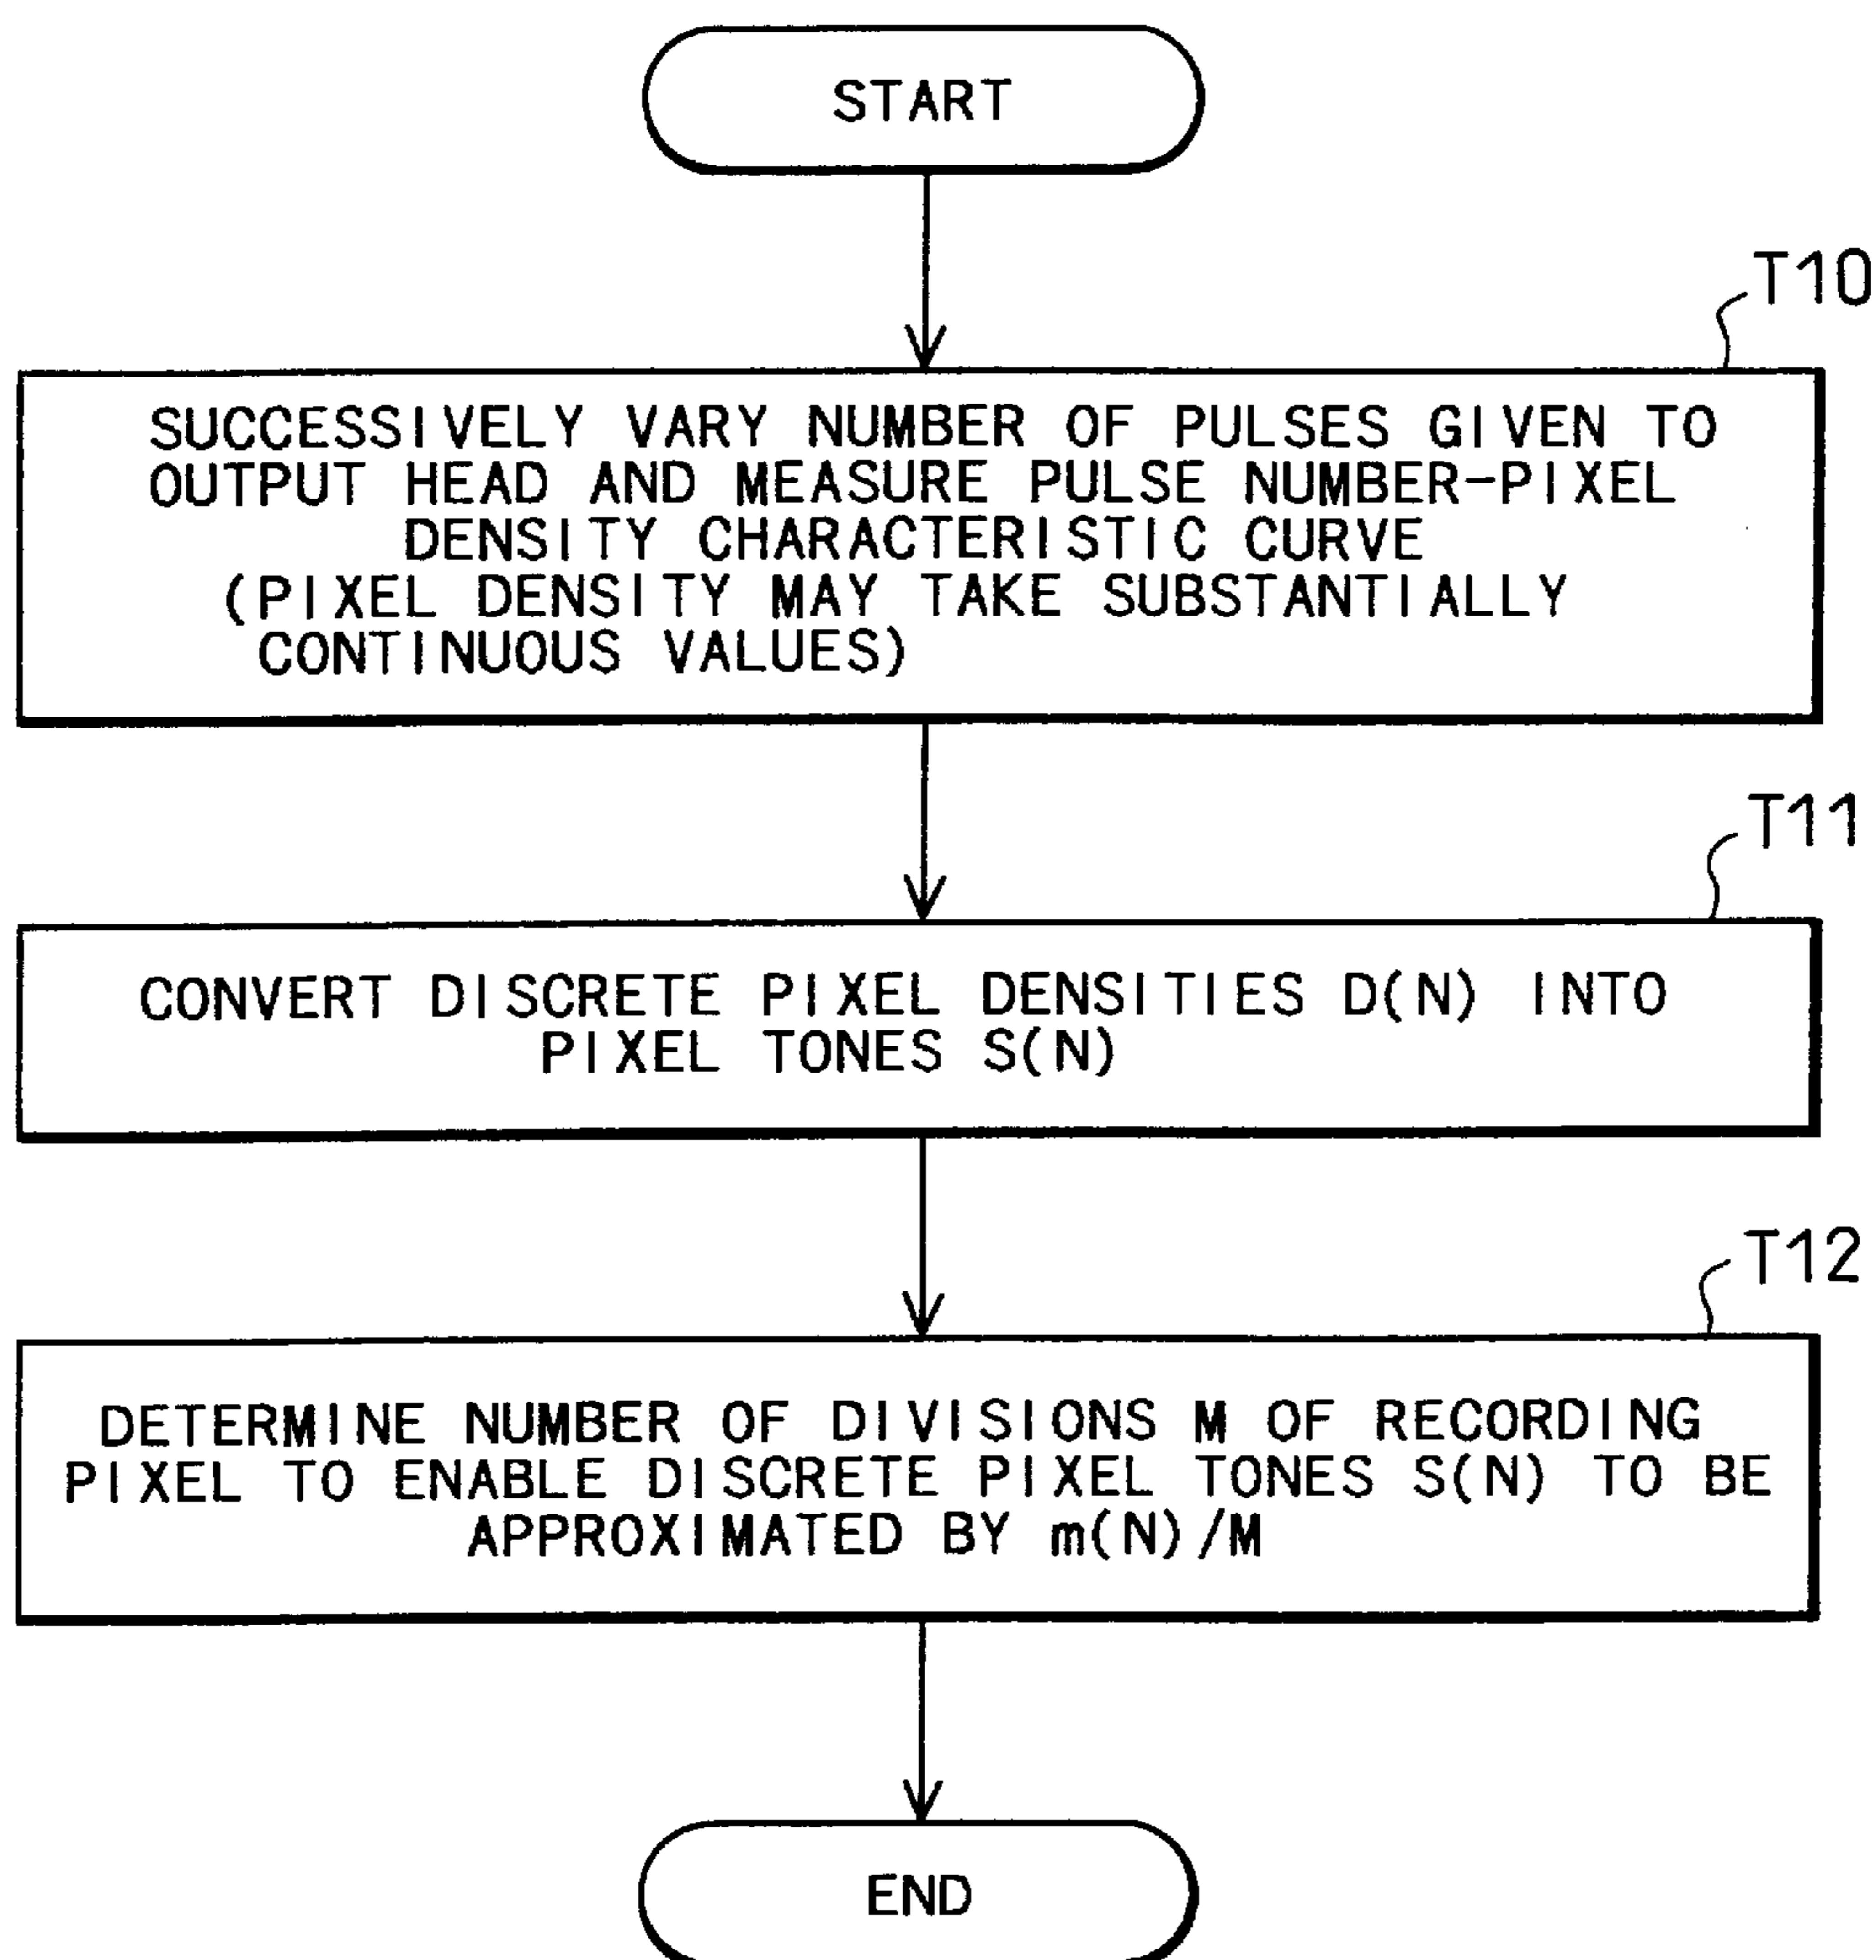 START
T10
SUCCESSIVELY VARY NUMBER OF PULSES GIVEN TO
OUTPUT HEAD AND MEASURE PULSE NUMBER-PIXEL
DENSITY CHARACTERISTIC CURVE
(PIXEL DENSITY MAY TAKE SUBSTANTIALLY
CONTINUOUS VALUES)
T11
CONVERT DISCRETE PIXEL DENSITIES D(N) INTO
PIXEL TONES S(N)
T12
DETERMINE NUMBER OF DIVISIONS M OF RECORDING
PIXEL TO ENABLE DISCRETE PIXEL TONES S(N) TO BE
APPROXIMATED BY m(N)/M
END